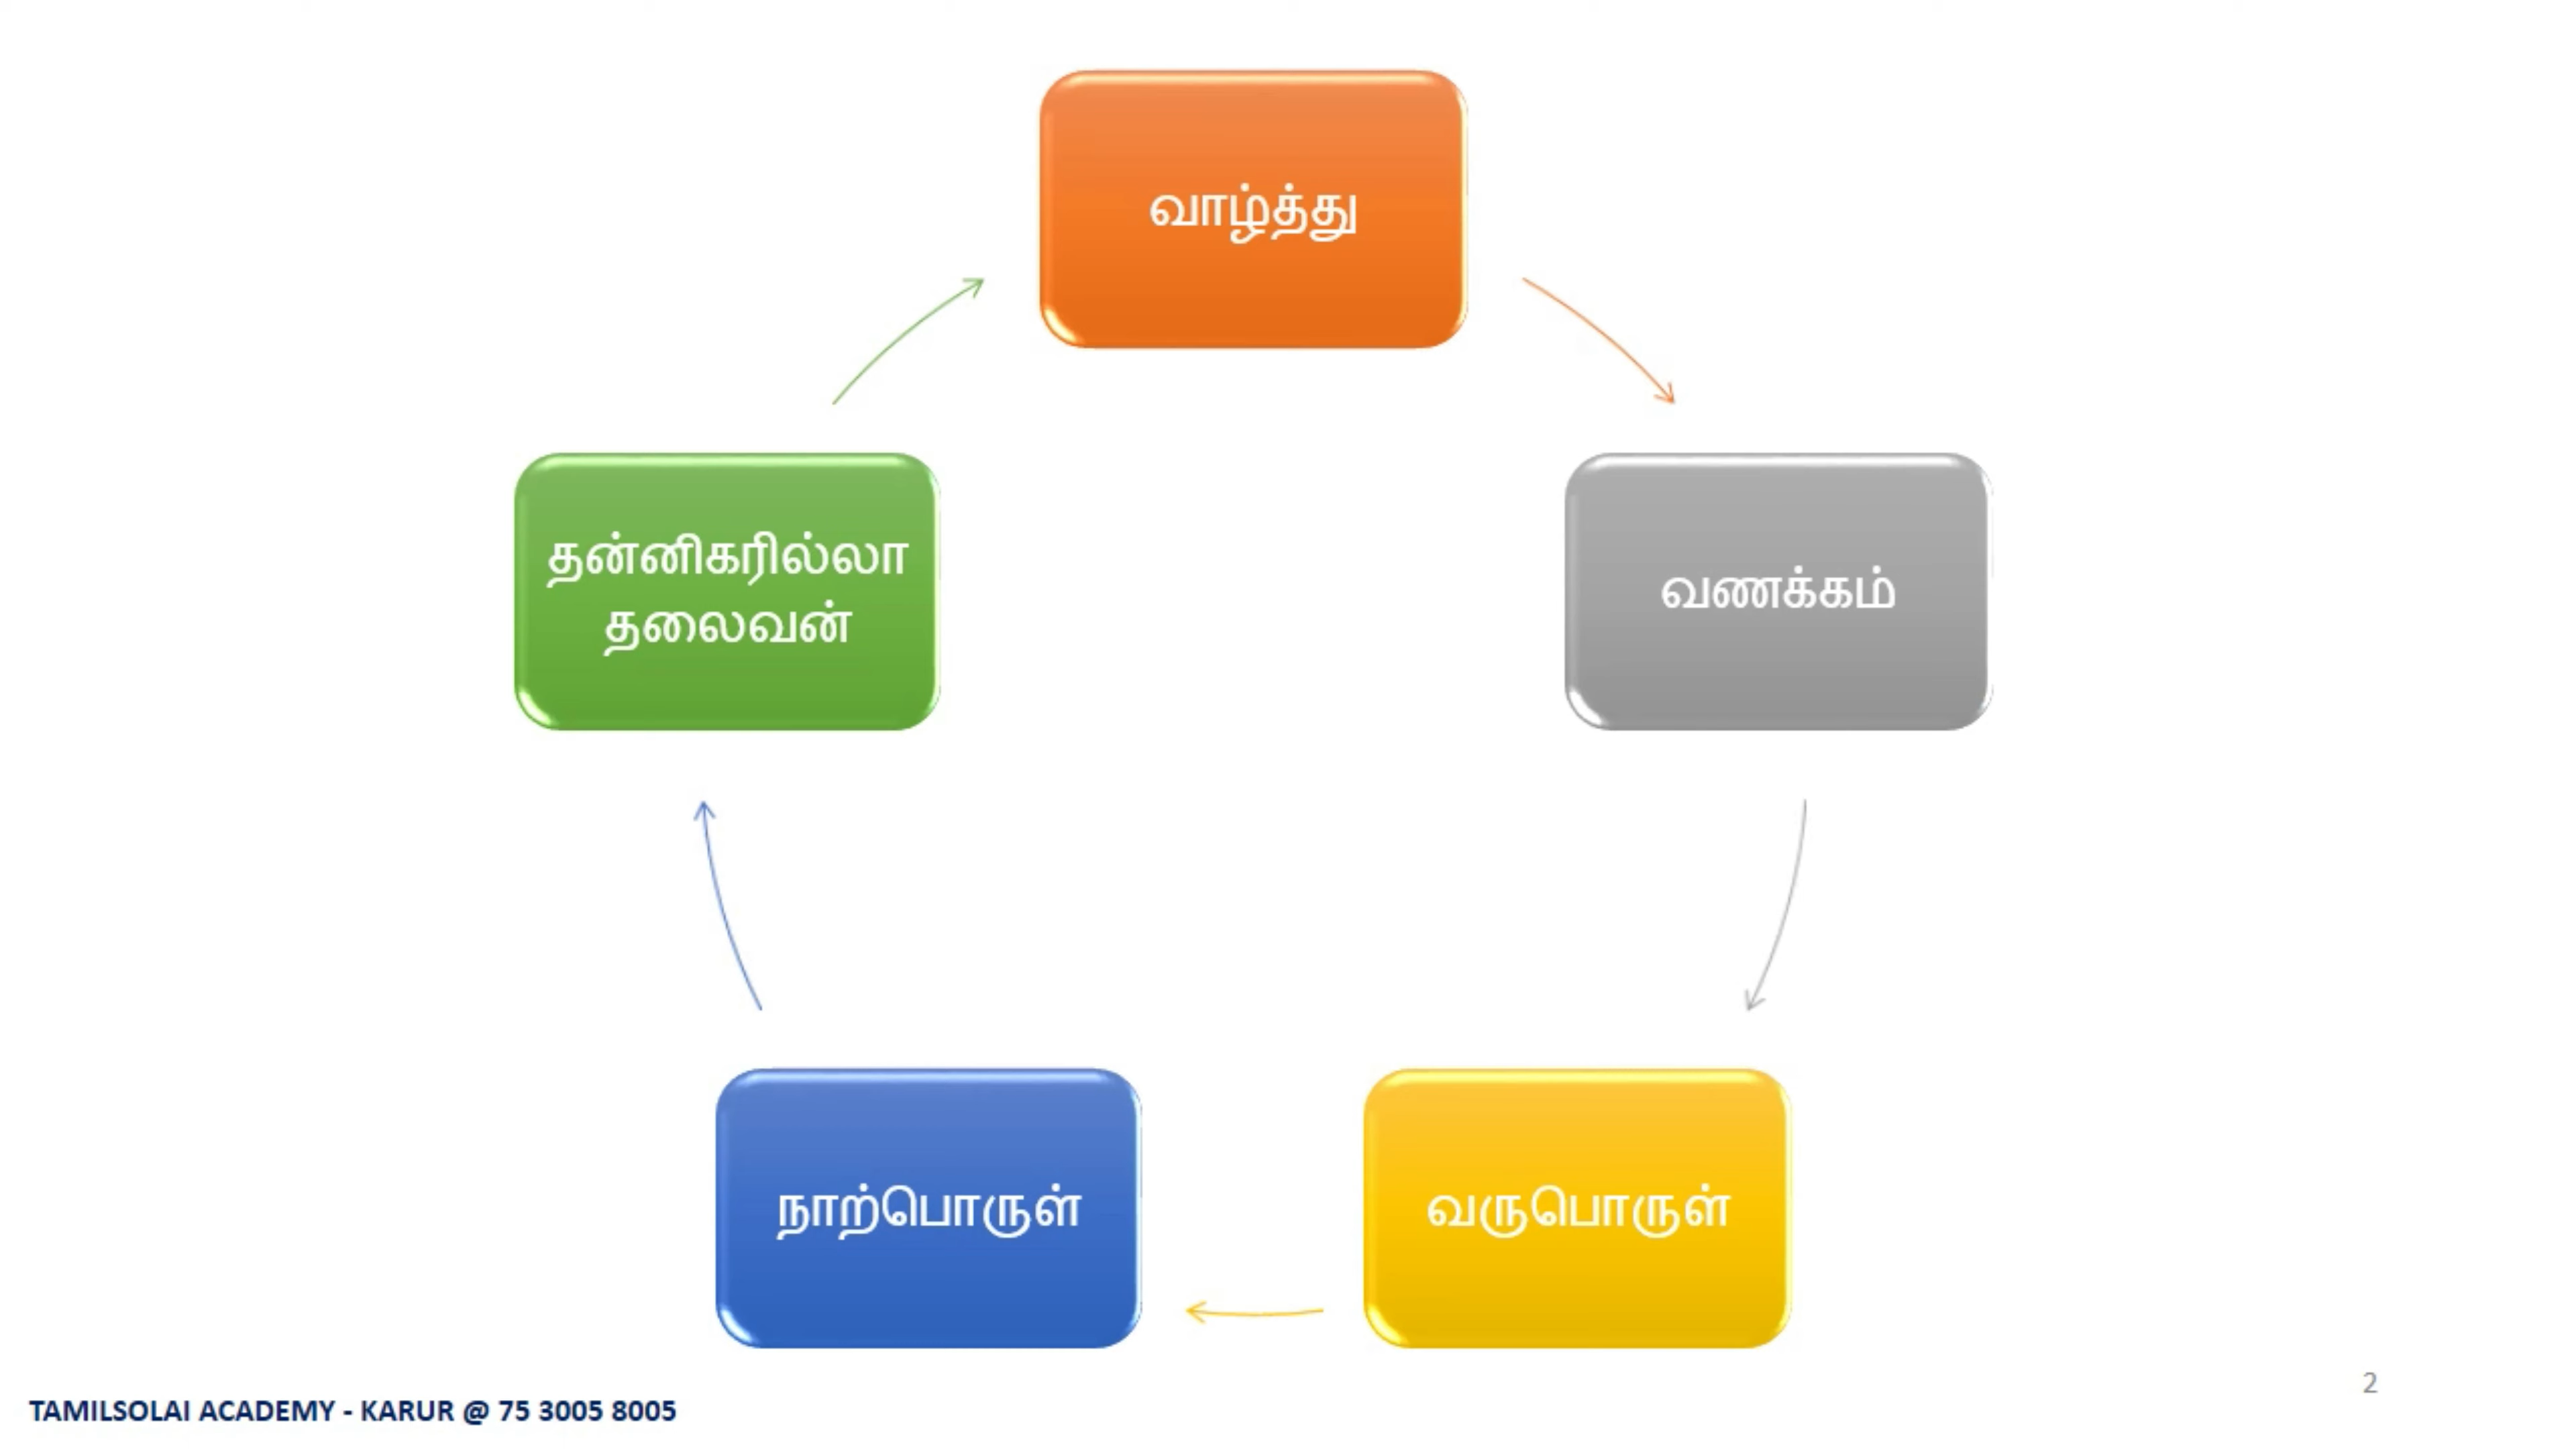 வாழ்த்து
வணக்கம்
வருபொருள்
நாற்பொருள்
தன்னிகரில்லா
தலைவன்
TAMILSOLAI ACADEMY - KARUR @ 75 3005 8005
2